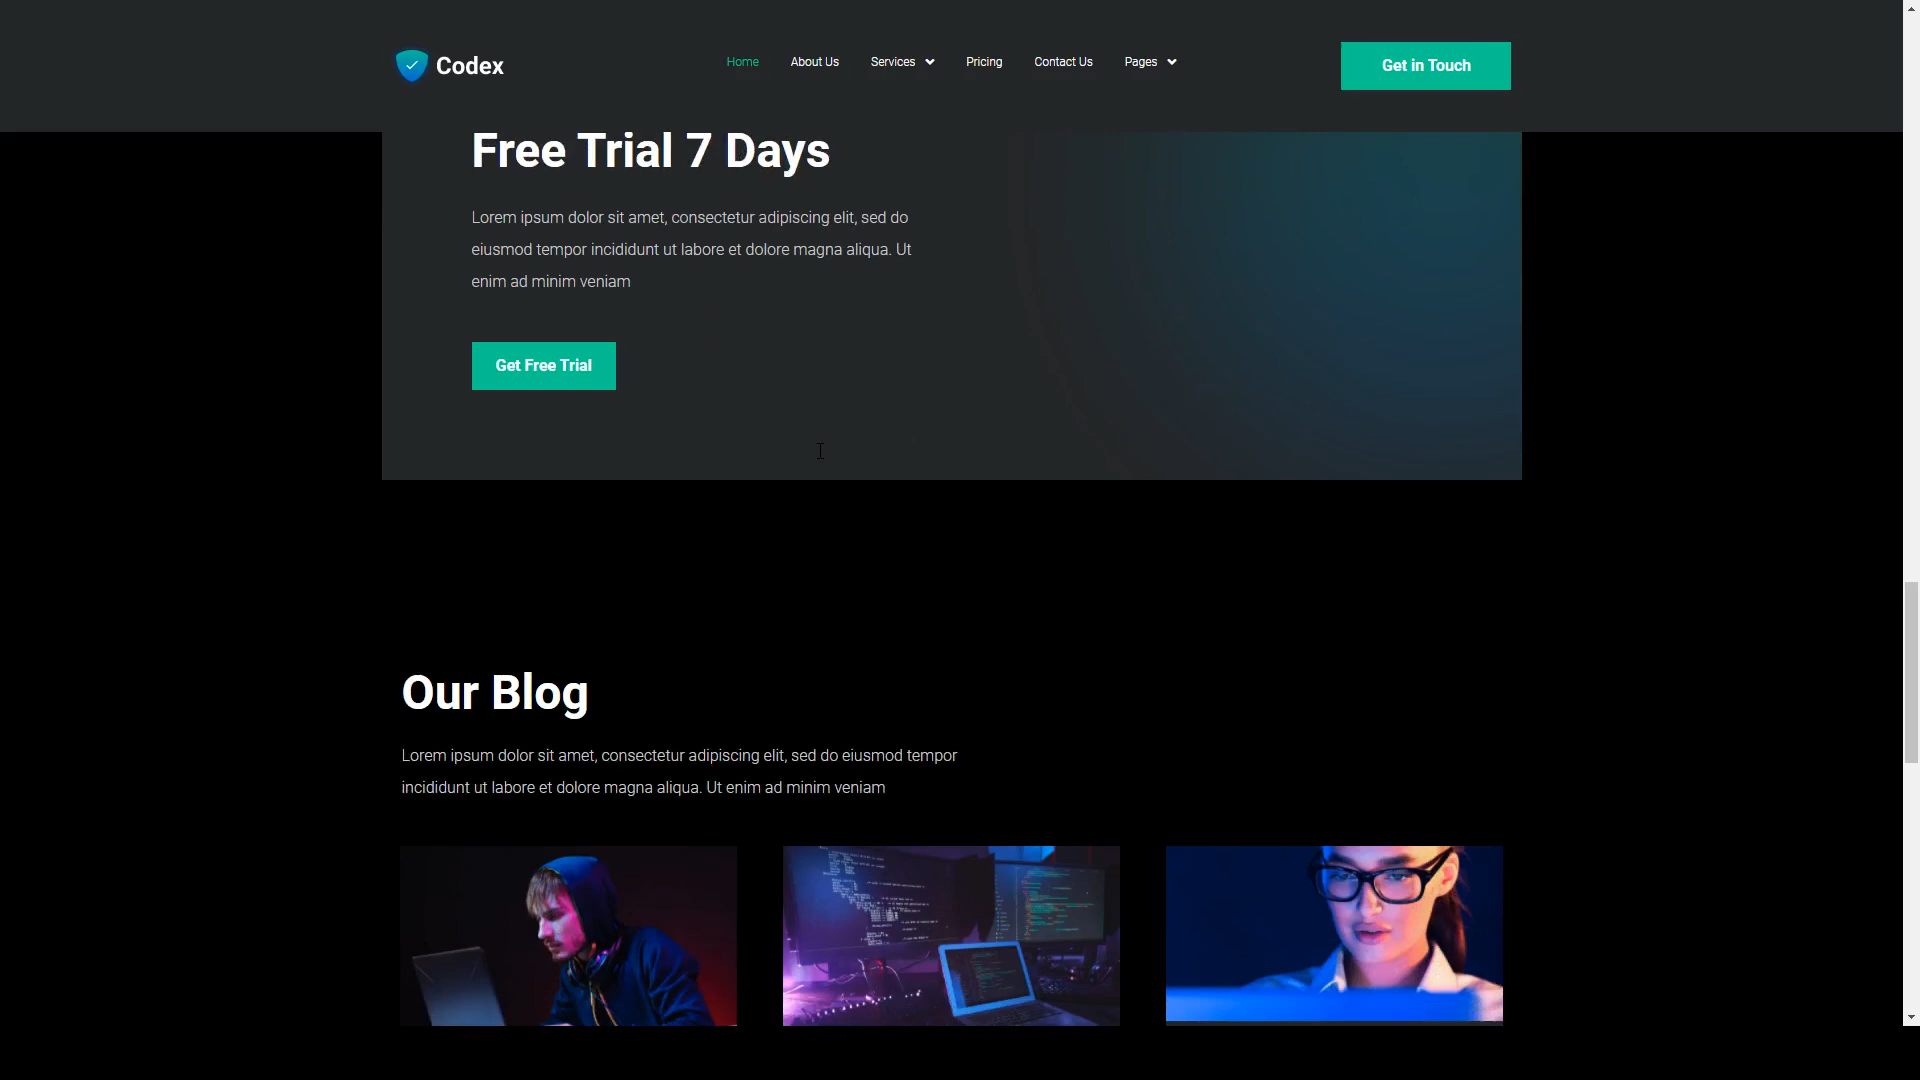 Codex
Home
About Us
Services
Pricing
Contact Us
Pages
Get in Touch
Free Trial 7 Days
Lorem ipsum dolor sit amet, consectetur adipiscing elit, sed do
eiusmod tempor incididunt ut labore et dolore magna aliqua. Ut
enim ad minim veniam
Get Free Trial
Our Blog
Lorem ipsum dolor sit amet, consectetur adipiscing elit, sed do eiusmod tempor
incididunt ut labore et dolore magna aliqua. Ut enim ad minim veniam